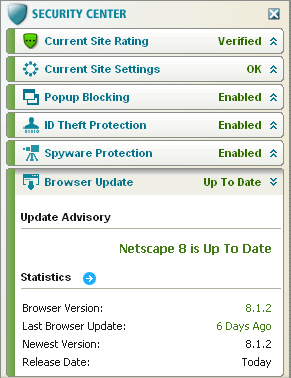 SECURITY CENTER
Current Site Rating Verified
Current Site Settings OK
Popup Blocking Enabled
ID Theft Protection Enabled
Spyware Protection Enabled
Browser Update Up To Date
Update Advisory
Netscape 8 is Up To Date
Statistics
Browser Version: 8.1.2
Last Browser Update: 6 Days Ago
Newest Version: 8.1.2
Release Date: Today